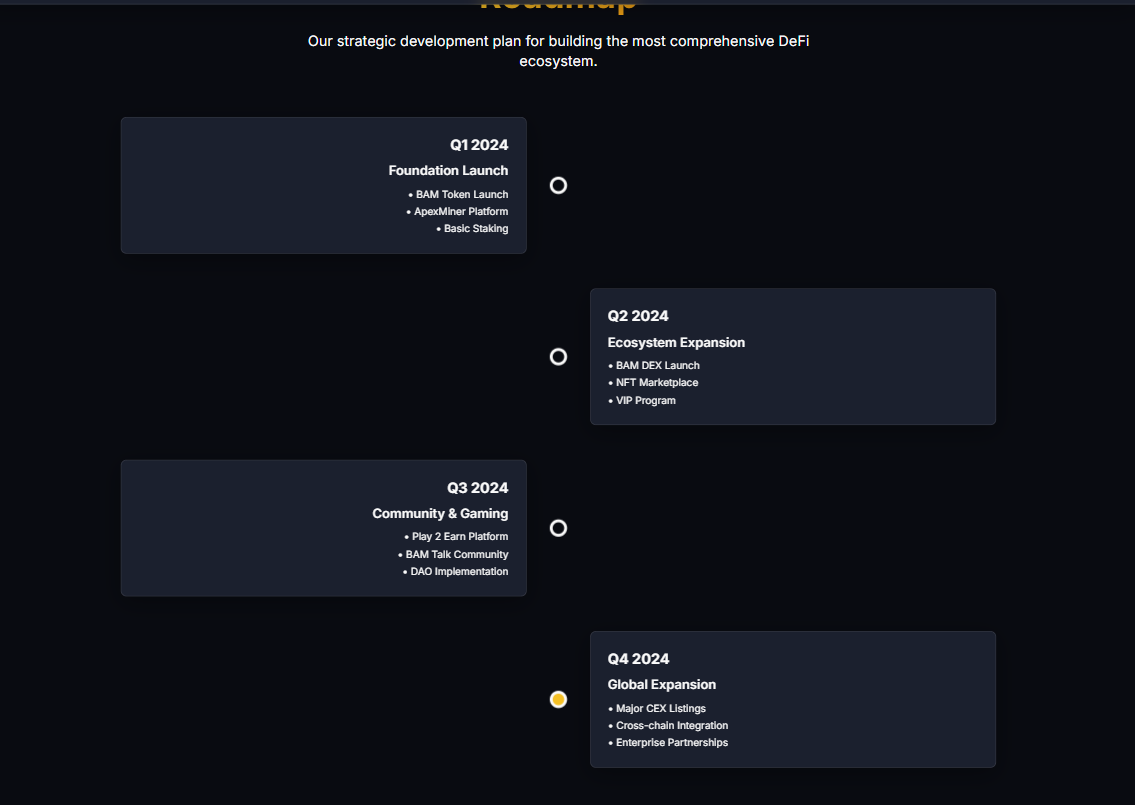 Roadmap
Our strategic development plan for building the most comprehensive DeFi
ecosystem.
Q1 2024
Foundation Launch
• BAM Token Launch
• ApexMiner Platform
• Basic Staking
Q2 2024
Ecosystem Expansion
• BAM DEX Launch
• NFT Marketplace
• VIP Program
Q3 2024
Community & Gaming
• Play 2 Earn Platform
• BAM Talk Community
• DAO Implementation
Q4 2024
Global Expansion
• Major CEX Listings
• Cross-chain Integration
• Enterprise Partnerships